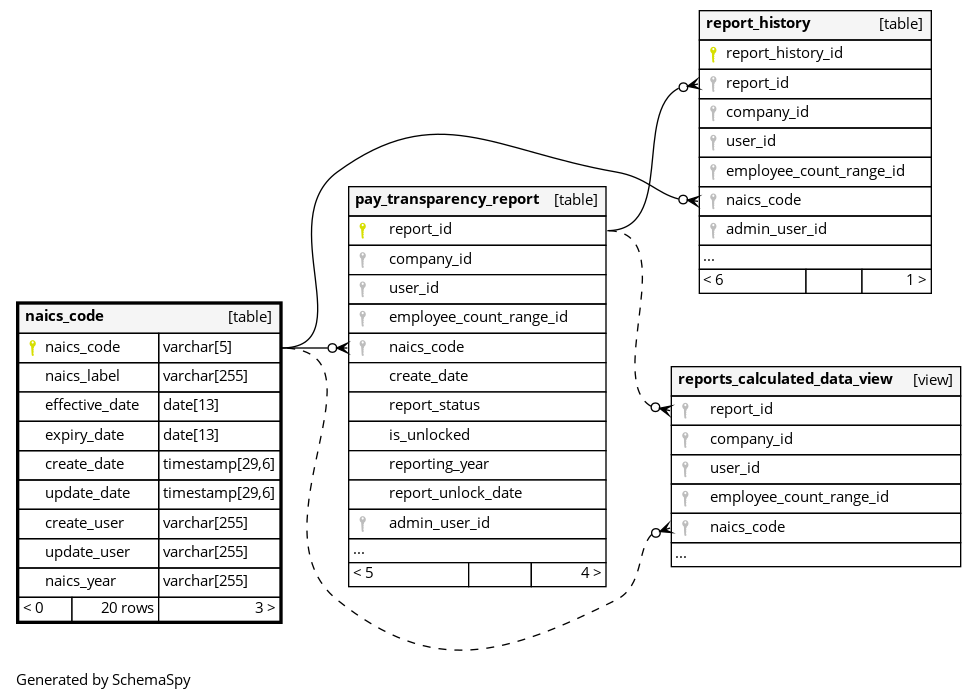 report_history [table]
report_history_id
report_id
company_id
user_id
employee_count_range_id
naics_code
admin_user_id
...
< 6 1 >
pay_transparency_report [table]
report_id
company_id
user_id
employee_count_range_id
naics_code
create_date
report_status
is_unlocked
reporting_year
report_unlock_date
admin_user_id
...
< 5 4 >
naics_code [table]
naics_code varchar[5]
naics_label varchar[255]
effective_date date[13]
expiry_date date[13]
create_date timestamp[29,6]
update_date timestamp[29,6]
create_user varchar[255]
update_user varchar[255]
naics_year varchar[255]
< 0 20 rows 3 >
reports_calculated_data_view [view]
report_id
company_id
user_id
employee_count_range_id
naics_code
...
Generated by SchemaSpy